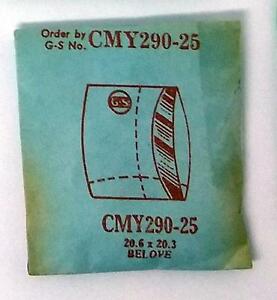 Order by
G-S No. CMY290-25
G-S
CMY290-25
20.6 x 20.3
BELOVE